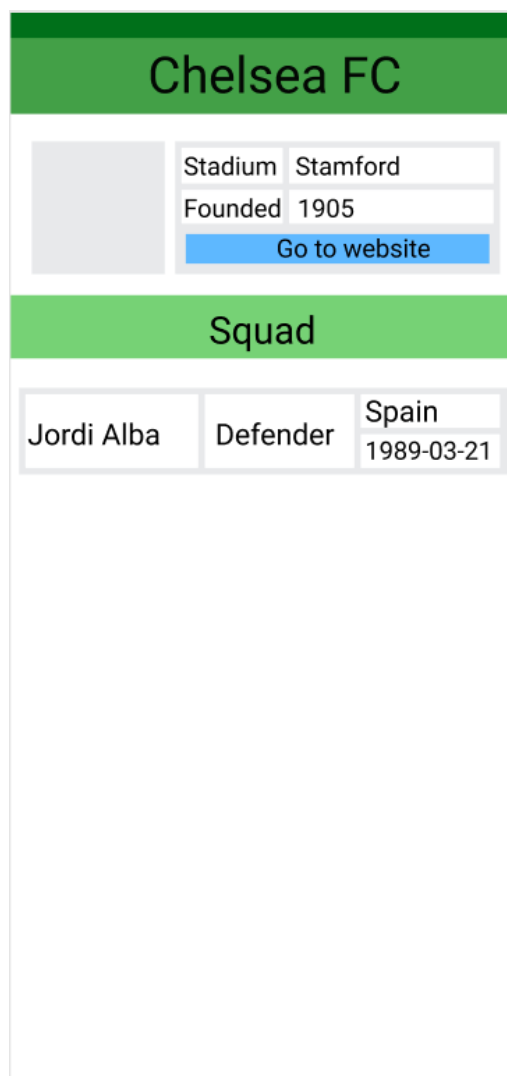 Chelsea FC
Stadium Stamford
Founded 1905
Go to website
Squad
Jordi Alba Defender Spain
1989-03-21